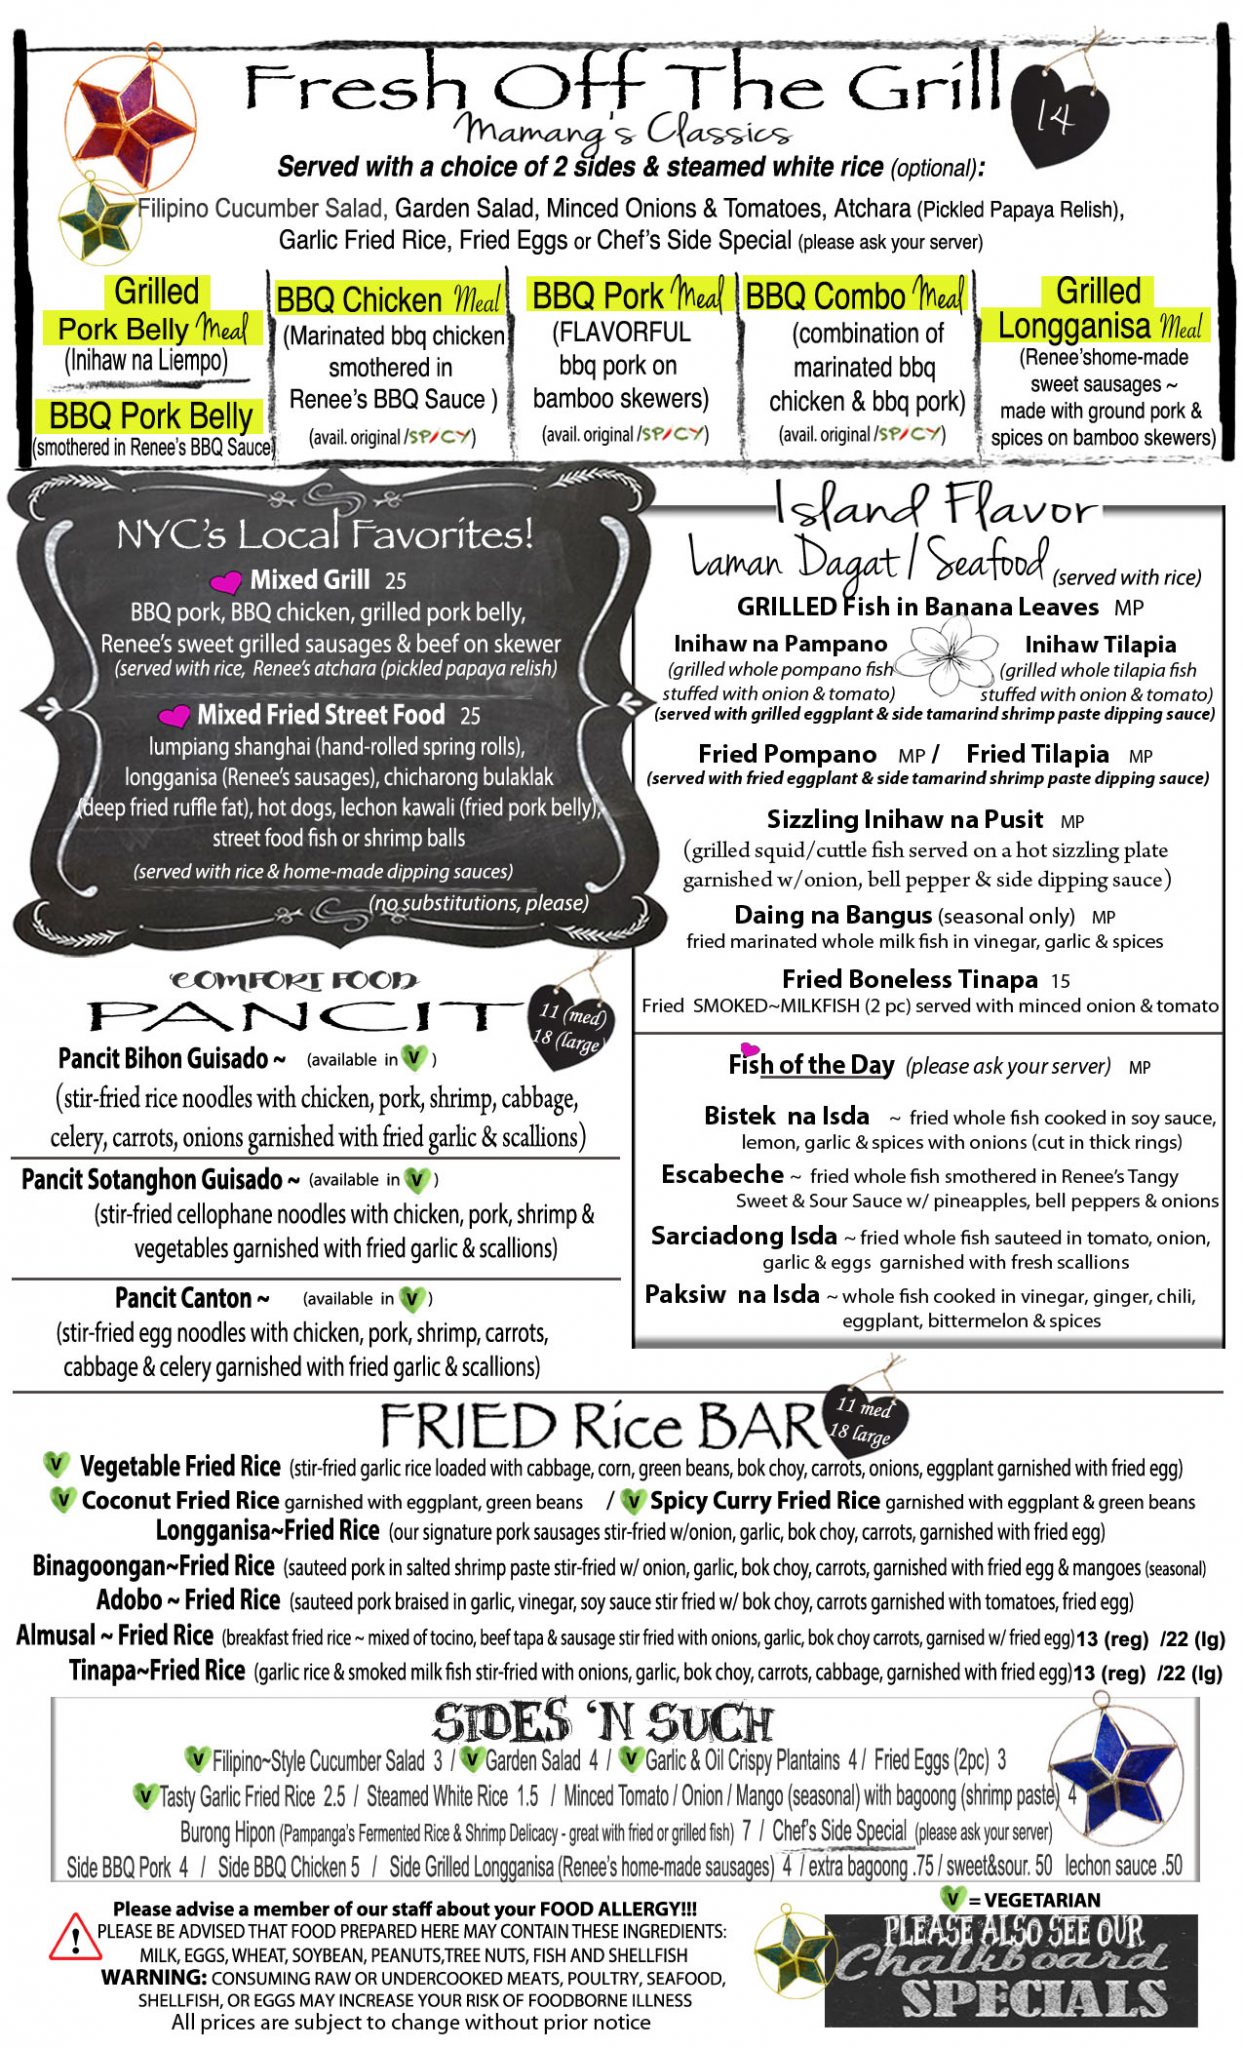 Fresh Off The Grill
14
Mamang's Classics
Served with a choice of 2 sides & steamed white rice (optional):
Filipino Cucumber Salad, Garden Salad, Minced Onions & Tomatoes, Atchara (Pickled Papaya Relish),
Garlic Fried Rice, Fried Eggs or Chef's Side Special (please ask your server)
Grilled
Pork Belly Meal
(Inihaw na Liempo)
BBQ Pork Belly
(smothered in Renee's BBQ Sauce)
BBQ Chicken Meal
(Marinated bbq chicken
smothered in
Renee's BBQ Sauce )
(avail. original /SPICY)
BBQ Pork Meal
(FLAVORFUL
bbq pork on
bamboo skewers)
(avail. original /SPICY)
BBQ Combo Meal
(combination of
marinated bbq
chicken & bbq pork)
(avail. original /SPICY)
Grilled
Longganisa Meal
(Renee'shome-made
sweet sausages ~
made with ground pork &
spices on bamboo skewers)
NYC's Local Favorites!
Mixed Grill 25
BBQ pork, BBQ chicken, grilled pork belly,
Renee's sweet grilled sausages & beef on skewer
(served with rice, Renee's atchara (pickled papaya relish)
Mixed Fried Street Food 25
lumpiang shanghai (hand-rolled spring rolls),
longganisa (Renee's sausages), chicharong bulaklak
(deep fried ruffle fat), hot dogs, lechon kawali (fried pork belly),
street food fish or shrimp balls
(served with rice & home-made dipping sauces)
(no substitutions, please)
Island Flavor
Laman Dagat / Seafood (served with rice)
GRILLED Fish in Banana Leaves MP
Inihaw na Pampano
(grilled whole pompano fish
stuffed with onion & tomato)
Inihaw Tilapia
(grilled whole tilapia fish
stuffed with onion & tomato)
(served with grilled eggplant & side tamarind shrimp paste dipping sauce)
Fried Pompano MP / Fried Tilapia MP
(served with fried eggplant & side tamarind shrimp paste dipping sauce)
Sizzling Inihaw na Pusit MP
(grilled squid/cuttle fish served on a hot sizzling plate
garnished w/onion, bell pepper & side dipping sauce)
Daing na Bangus (seasonal only) MP
fried marinated whole milk fish in vinegar, garlic & spices
Fried Boneless Tinapa 15
Fried SMOKED~MILKFISH (2 pc) served with minced onion & tomato
Fish of the Day (please ask your server) MP
Bistek na Isda ~ fried whole fish cooked in soy sauce,
lemon, garlic & spices with onions (cut in thick rings)
Escabeche ~ fried whole fish smothered in Renee's Tangy
Sweet & Sour Sauce w/ pineapples, bell peppers & onions
Sarciadong Isda ~ fried whole fish sauteed in tomato, onion,
garlic & eggs garnished with fresh scallions
Paksiw na Isda ~ whole fish cooked in vinegar, ginger, chili,
eggplant, bittermelon & spices
COMFORT FOOD
PANCIT
11 (med)
18 (large)
Pancit Bihon Guisado ~ (available in V )
(stir-fried rice noodles with chicken, pork, shrimp, cabbage,
celery, carrots, onions garnished with fried garlic & scallions)
Pancit Sotanghon Guisado ~ (available in V )
(stir-fried cellophane noodles with chicken, pork, shrimp &
vegetables garnished with fried garlic & scallions)
Pancit Canton ~ (available in V )
(stir-fried egg noodles with chicken, pork, shrimp, carrots,
cabbage & celery garnished with fried garlic & scallions)
FRIED Rice BAR
11 med
18 large
V Vegetable Fried Rice (stir-fried garlic rice loaded with cabbage, corn, green beans, bok choy, carrots, onions, eggplant garnished with fried egg)
V Coconut Fried Rice garnished with eggplant, green beans / V Spicy Curry Fried Rice garnished with eggplant & green beans
Longganisa~Fried Rice (our signature pork sausages stir-fried w/onion, garlic, bok choy, carrots, garnished with fried egg)
Binagoongan~Fried Rice (sauteed pork in salted shrimp paste stir-fried w/ onion, garlic, bok choy, carrots, garnished with fried egg & mangoes (seasonal)
Adobo ~ Fried Rice (sauteed pork braised in garlic, vinegar, soy sauce stir fried w/ bok choy, carrots garnished with tomatoes, fried egg)
Almusal ~ Fried Rice (breakfast fried rice ~ mixed of tocino, beef tapa & sausage stir fried with onions, garlic, bok choy carrots, garnised w/ fried egg) 13 (reg) /22 (lg)
Tinapa~Fried Rice (garlic rice & smoked milk fish stir-fried with onions, garlic, bok choy, carrots, cabbage, garnished with fried egg) 13 (reg) /22 (lg)
SIDES 'N SUCH
V Filipino~Style Cucumber Salad 3 / V Garden Salad 4 / V Garlic & Oil Crispy Plantains 4 / Fried Eggs (2pc) 3
V Tasty Garlic Fried Rice 2.5 / Steamed White Rice 1.5 / Minced Tomato / Onion / Mango (seasonal) with bagoong (shrimp paste) 4
Burong Hipon (Pampanga's Fermented Rice & Shrimp Delicacy - great with fried or grilled fish) 7 / Chef's Side Special (please ask your server)
Side BBQ Pork 4 / Side BBQ Chicken 5 / Side Grilled Longganisa (Renee's home-made sausages) 4 / extra bagoong .75 / sweet&sour. 50 lechon sauce .50
Please advise a member of our staff about your FOOD ALLERGY!!!
! PLEASE BE ADVISED THAT FOOD PREPARED HERE MAY CONTAIN THESE INGREDIENTS:
MILK, EGGS, WHEAT, SOYBEAN, PEANUTS,TREE NUTS, FISH AND SHELLFISH
WARNING: CONSUMING RAW OR UNDERCOOKED MEATS, POULTRY, SEAFOOD,
SHELLFISH, OR EGGS MAY INCREASE YOUR RISK OF FOODBORNE ILLNESS
All prices are subject to change without prior notice
V = VEGETARIAN
PLEASE ALSO SEE OUR
Chalkboard
SPECIALS